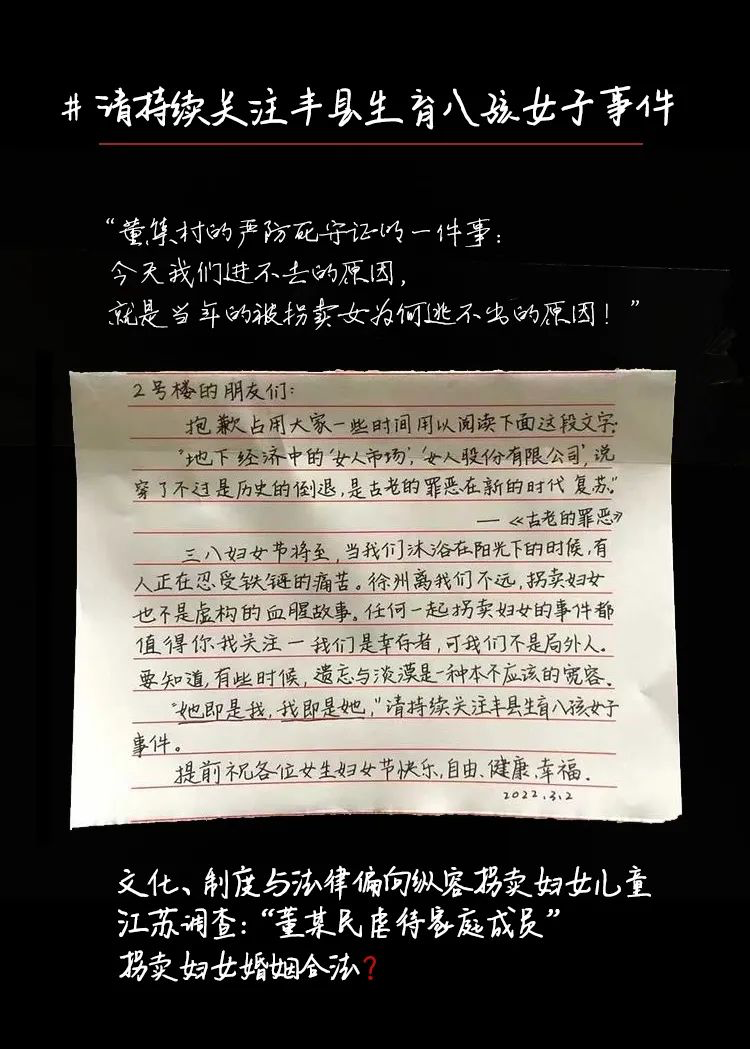 #请持续关注丰县生育八孩女子事件
“董集村的严防死守证明一件事：
今天我们进不去的原因，
就是当年的被拐卖女为何逃不出的原因！”
2号楼的朋友们：
抱歉占用大家一些时间用以阅读下面这段文字：
“地下经济中的‘女人市场’，‘女人股份有限公司’，说
穿了不过是历史的倒退，是古老的罪恶在新的时代复苏。”
—《古老的罪恶》
三八妇女节将至，当我们沐浴在阳光下的时候，有
人正在忍受铁链的痛苦。徐州离我们不远，拐卖妇女
也不是虚构的血腥故事。任何一起拐卖妇女的事件都
值得你我关注—我们是幸存者，可我们不是局外人。
要知道，有些时候，遗忘与淡漠是一种本不应该的宽容。
“她即是我，我即是她，”请持续关注丰县生育八孩女子
事件。
提前祝各位女生妇女节快乐，自由、健康、幸福．
2022.3.2
文化、制度与法律偏向纵容拐卖妇女儿童
江苏调查：“董某民虐待家庭成员”
拐卖妇女婚姻合法？